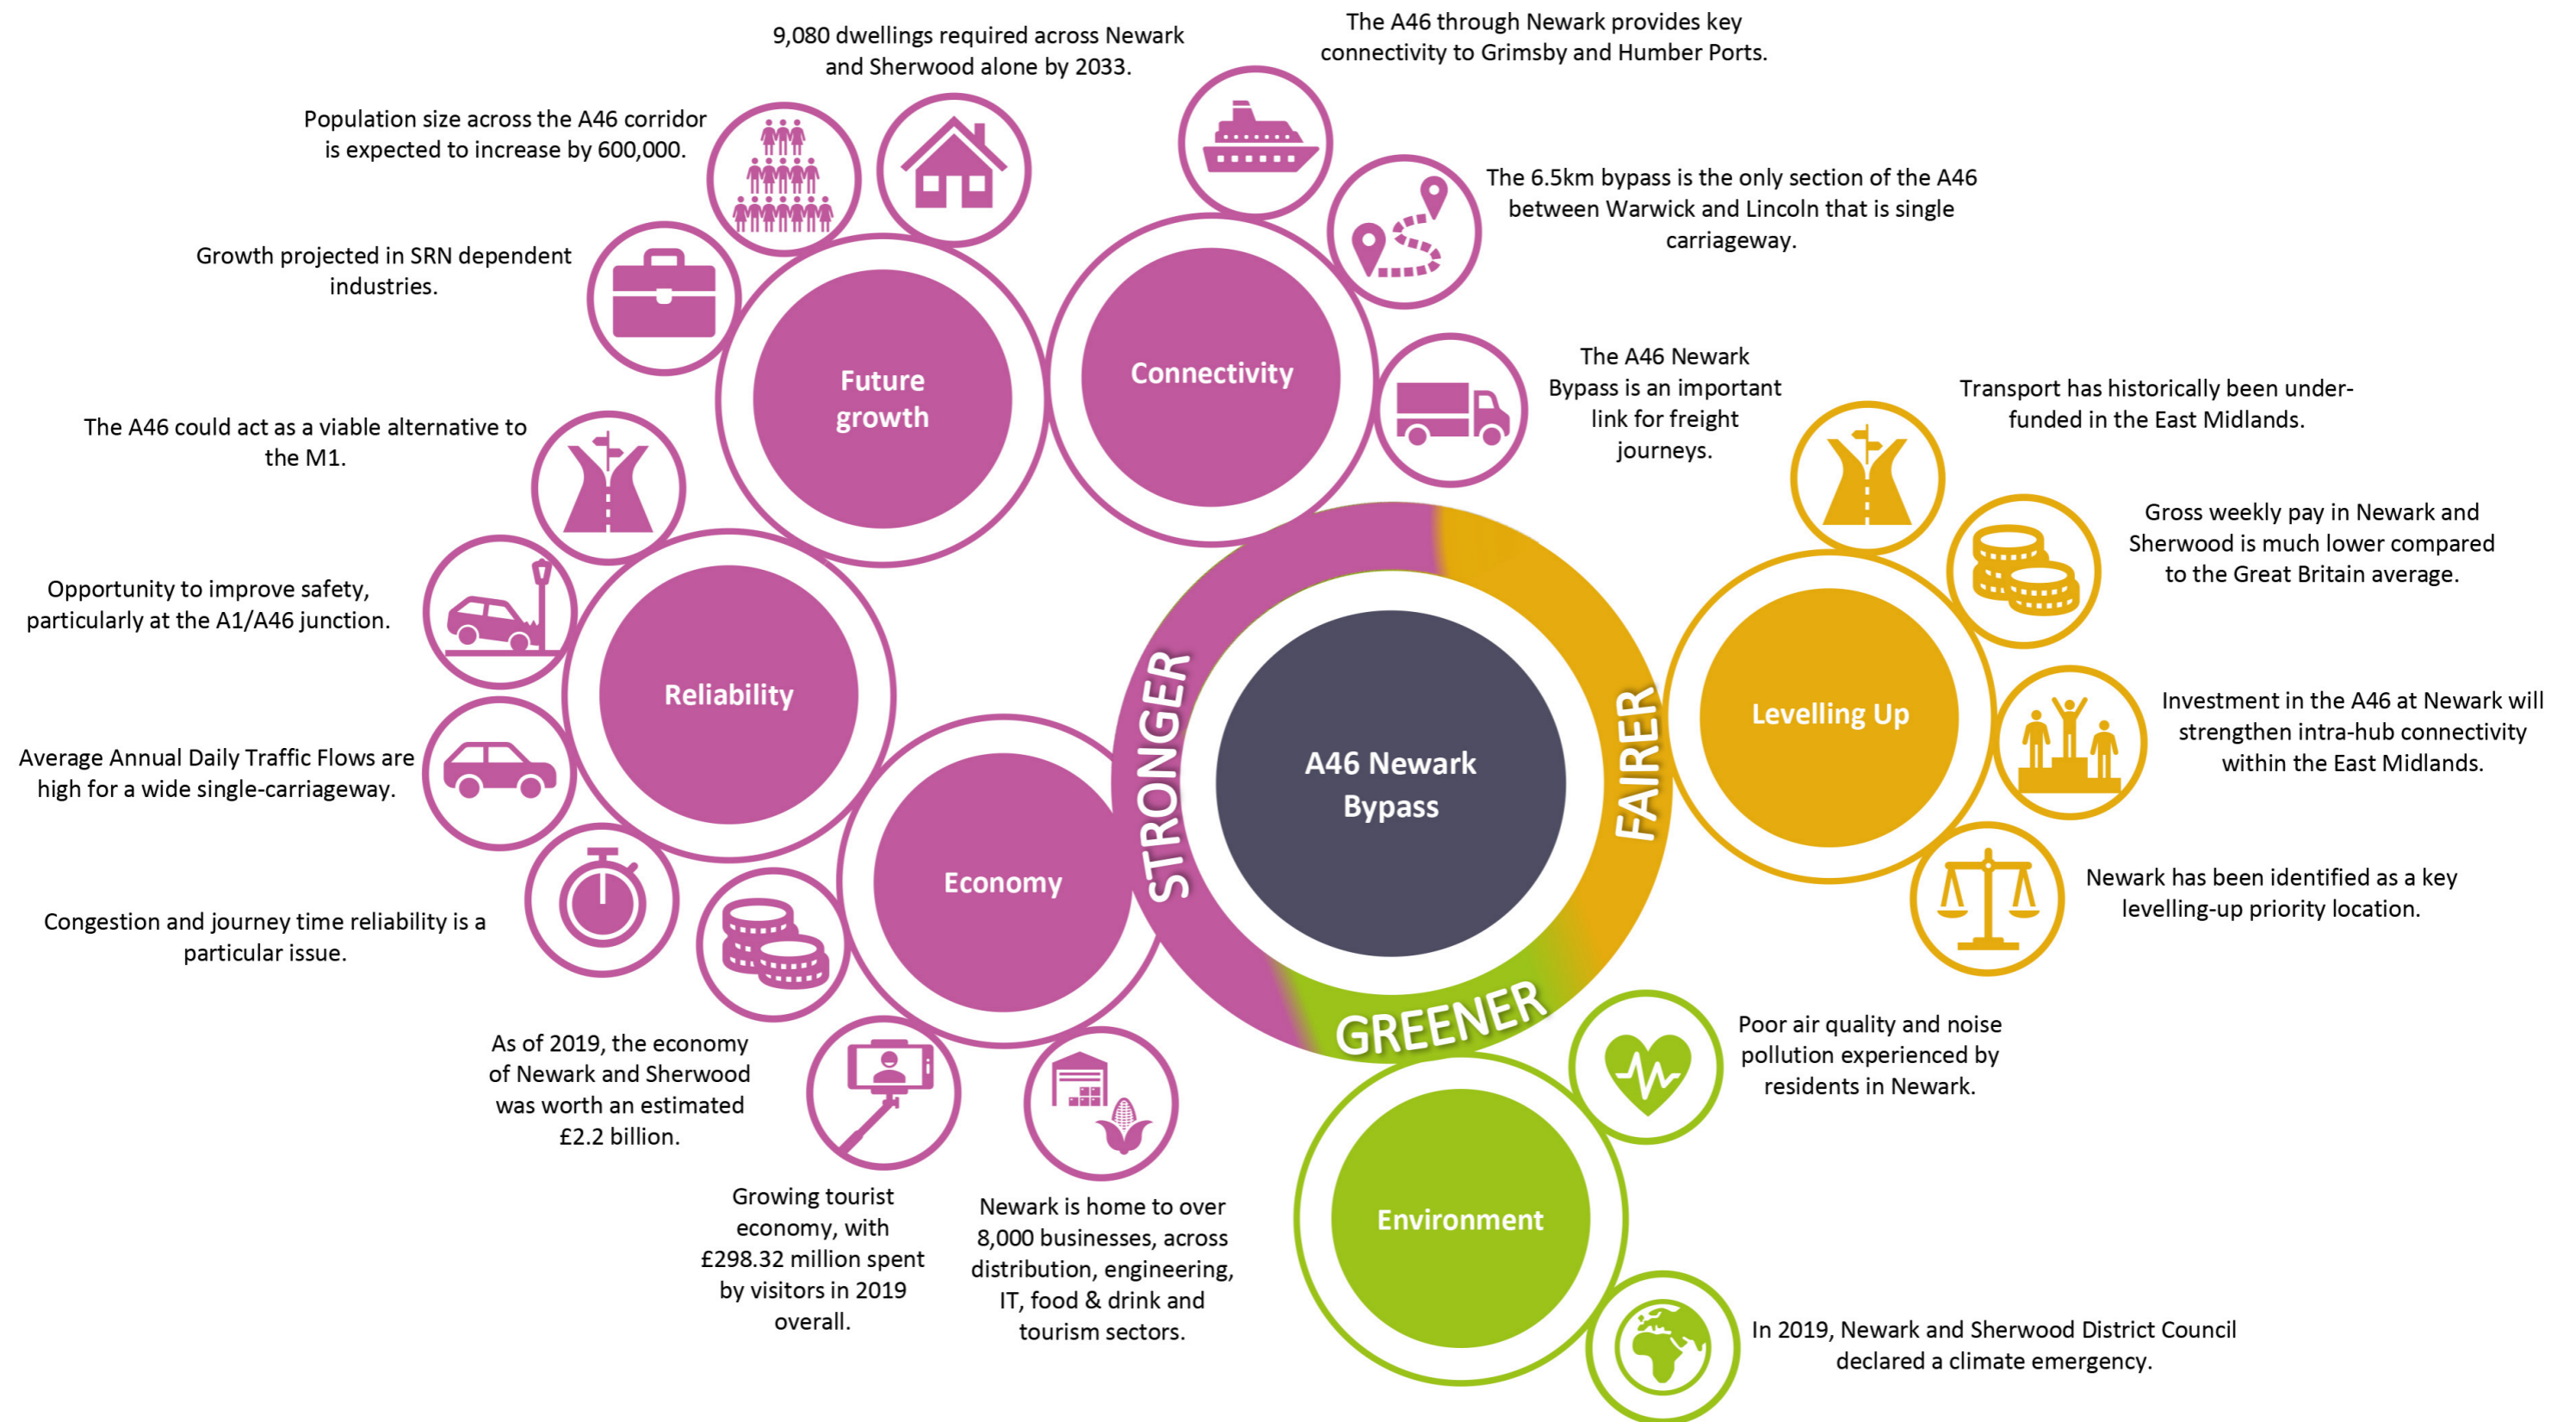 9,080 dwellings required across Newark
and Sherwood alone by 2033.
The A46 through Newark provides key
connectivity to Grimsby and Humber Ports.
Population size across the A46 corridor
is expected to increase by 600,000.
The 6.5km bypass is the only section of the A46
between Warwick and Lincoln that is single
carriageway.
Growth projected in SRN dependent
industries.
Future
growth
Connectivity
The A46 Newark
Bypass is an important
link for freight
journeys.
Transport has historically been under-
funded in the East Midlands.
The A46 could act as a viable alternative to
the M1.
Gross weekly pay in Newark and
Sherwood is much lower compared
to the Great Britain average.
Opportunity to improve safety,
particularly at the A1/A46 junction.
Reliability
STRONGER
A46 Newark
Bypass
FAIRER
Levelling Up
Investment in the A46 at Newark will
strengthen intra-hub connectivity
within the East Midlands.
Average Annual Daily Traffic Flows are
high for a wide single-carriageway.
Economy
Newark has been identified as a key
levelling-up priority location.
Congestion and journey time reliability is a
particular issue.
GREENER
As of 2019, the economy
of Newark and Sherwood
was worth an estimated
£2.2 billion.
Poor air quality and noise
pollution experienced by
residents in Newark.
Growing tourist
economy, with
£298.32 million spent
by visitors in 2019
overall.
Newark is home to over
8,000 businesses, across
distribution, engineering,
IT, food & drink and
tourism sectors.
Environment
In 2019, Newark and Sherwood District Council
declared a climate emergency.